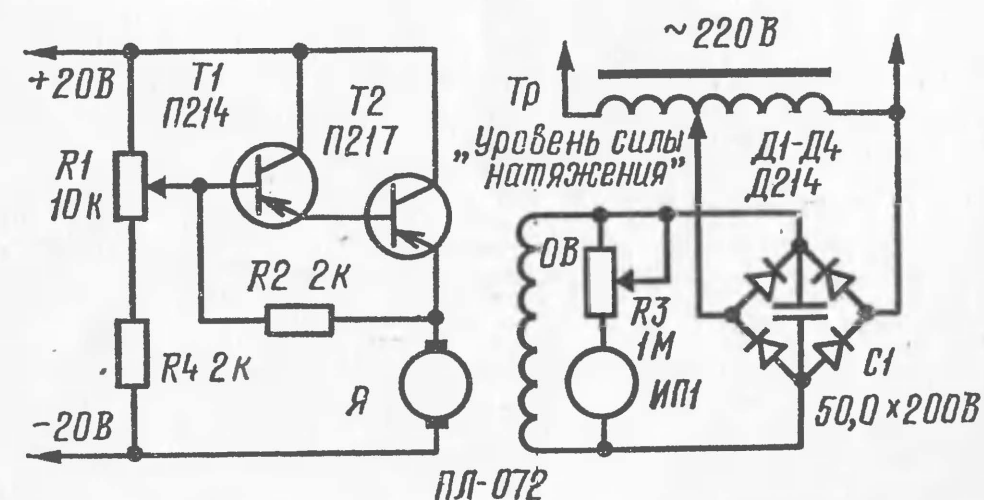 ~220В
+20В
Т1
П214
Т2
П217
Тр
„Уровень силы
натяжения”
Д1-Д4
Д214
R1
10к
R2 2к
R4 2к
Я
ОВ
R3
1М
ИП1
С1
50,0×200В
-20В
ПЛ-072